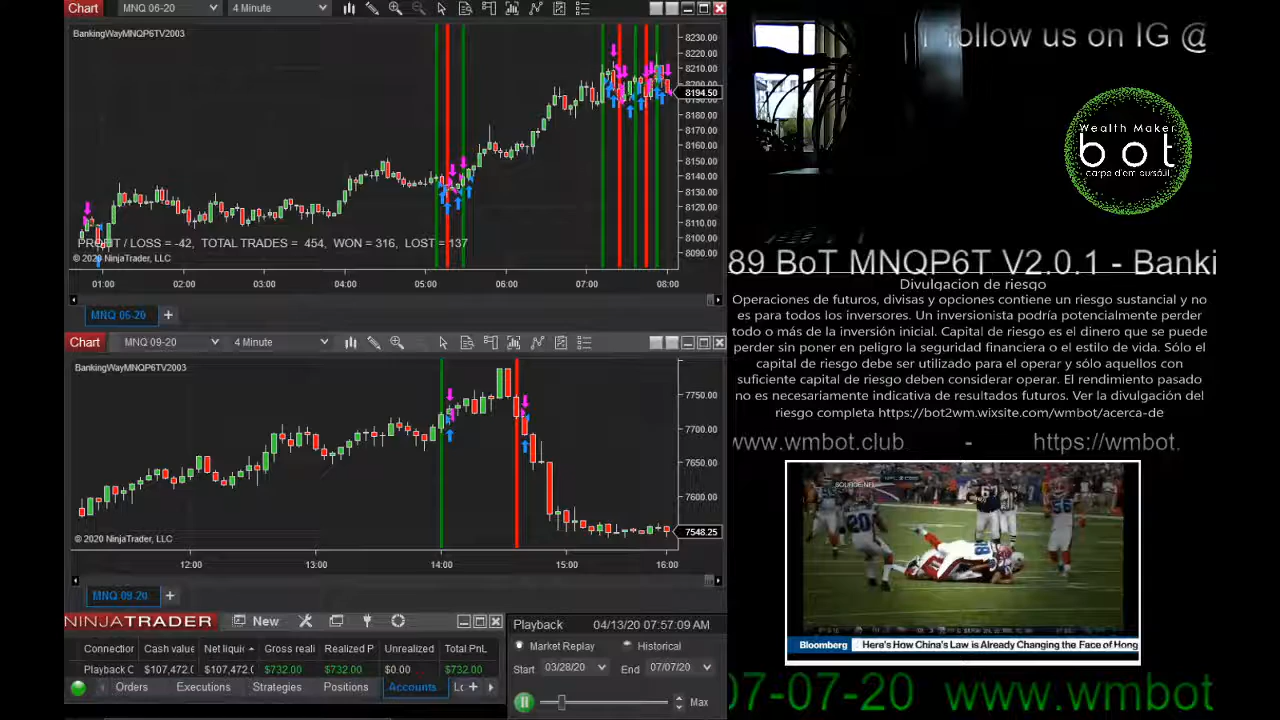 Chart MNQ 06-20 4 Minute
BankingWayMNQP6TV2003
8230.00
8220.00
8210.00
8194.50
8180.00
8170.00
8160.00
8150.00
8140.00
8130.00
8120.00
8110.00
8100.00
8090.00
PROFIT / LOSS = -42, TOTAL TRADES = 454, WON = 316, LOST = 137
© 2020 NinjaTrader, LLC
01:00 02:00 03:00 04:00 05:00 06:00 07:00 08:00
MNQ 06-20 +
Chart MNQ 09-20 4 Minute
BankingWayMNQP6TV2003
7750.00
7700.00
7650.00
7600.00
7548.25
© 2020 NinjaTrader, LLC
12:00 13:00 14:00 15:00 16:00
MNQ 09-20 +
NINJATRADER New
Connection Cash value Net liquid Gross reali Realized P Unrealized Total PnL
Playback C $107,472.0 $107,472.0 $732.00 $732.00 $0.00 $732.00
Orders Executions Strategies Positions Accounts
Playback 04/13/20 07:57:09 AM
Market Replay Historical
Start 03/28/20 End 07/07/20
Max
follow us on IG @
Wealth Maker
bot
89 BoT MNQP6T V2.0.1 - Banki
Divulgacion de riesgo
Operaciones de futuros, divisas y opciones contiene un riesgo sustancial y no
es para todos los inversores. Un inversionista podría potencialmente perder
todo o más de la inversión inicial. Capital de riesgo es el dinero que se puede
perder sin poner en peligro la seguridad financiera o el estilo de vida. Sólo el
capital de riesgo debe ser utilizado para el operar y sólo aquellos con
suficiente capital de riesgo deben considerar operar. El rendimiento pasado
no es necesariamente indicativa de resultados futuros. Ver la divulgación del
riesgo completa https://bot2wm.wixsite.com/wmbot/acerca-de
www.wmbot.club - https://wmbot.
SOURCE: NFL
20
56
Bloomberg Here's How China's Law is Already Changing the Face of Hong
07-07-20 www.wmbot